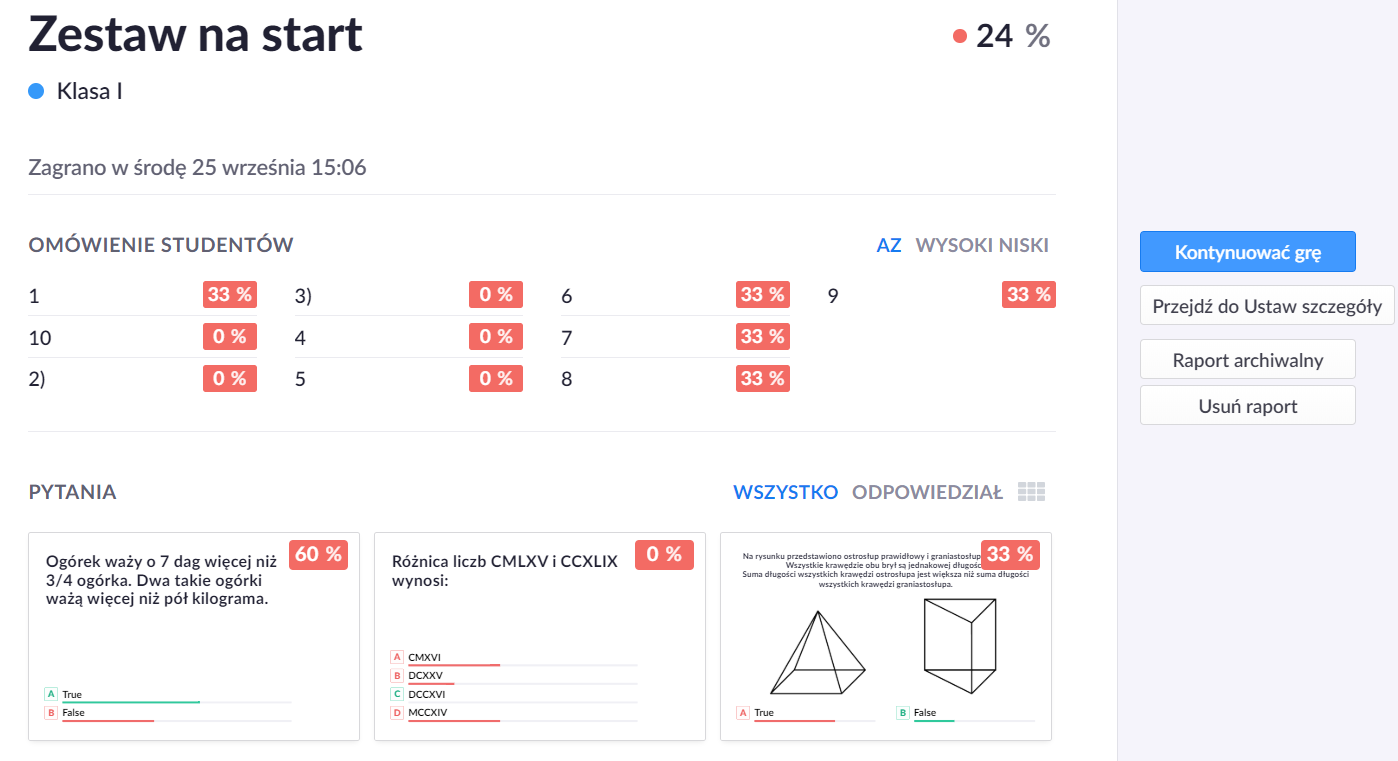 Zestaw na start
24 %
Klasa I
Zagrano w środę 25 września 15:06
OMÓWIENIE STUDENTÓW
AZ WYSOKI NISKI
1 33 % 3) 0 % 6 33 % 9 33 %
10 0 % 4 0 % 7 33 %
2) 0 % 5 0 % 8 33 %
PYTANIA
WSZYSTKO ODPOWIEDZIAŁ
60 %
Ogórek waży o 7 dag więcej niż
3/4 ogórka. Dwa takie ogórki
ważą więcej niż pół kilograma.
A True
B False
0 %
Różnica liczb CMLXV i CCXLIX
wynosi:
A CMXVI
B DCXXV
C DCCXVI
D MCCXIV
33 %
Na rysunku przedstawiono ostrosłup prawidłowy i graniastosłup
Wszystkie krawędzie obu brył są jednakowej
Suma długości wszystkich krawędzi ostrosłupa jest większa niż suma długości
wszystkich krawędzi graniastosłupa.
A True
B False
Kontynuować grę
Przejdź do Ustaw szczegóły
Raport archiwalny
Usuń raport